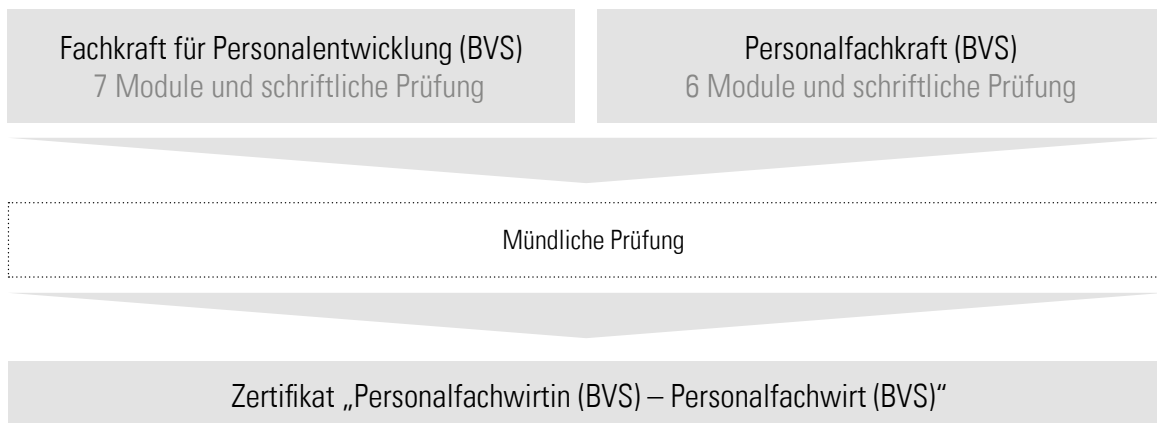 Fachkraft für Personalentwicklung (BVS)
7 Module und schriftliche Prüfung
Personalfachkraft (BVS)
6 Module und schriftliche Prüfung
Mündliche Prüfung
Zertifikat „Personalfachwirtin (BVS) – Personalfachwirt (BVS)“